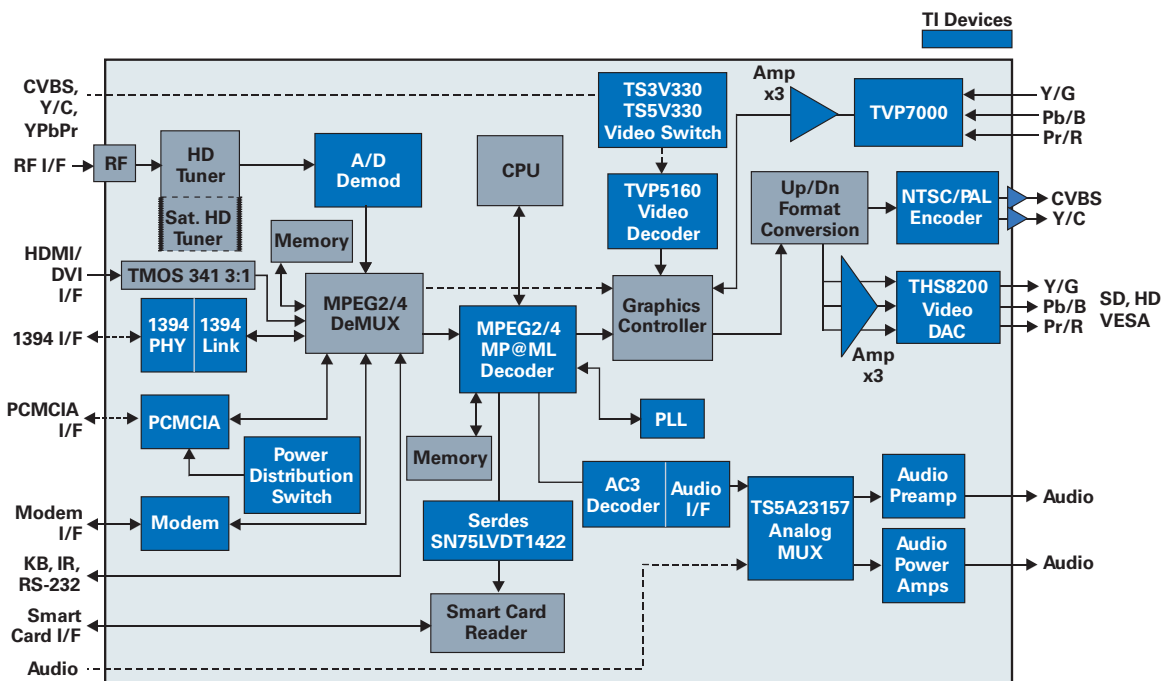 TI Devices
CVBS,
Y/C,
YPbPr
RF I/F
RF
HD
Tuner
Sat. HD
Tuner
A/D
Demod
CPU
TS3V330
TS5V330
Video Switch
Amp
x3
TVP7000
Y/G
Pb/B
Pr/R
TVP5160
Video
Decoder
Up/Dn
Format
Conversion
NTSC/PAL
Encoder
CVBS
Y/C
HDMI/
DVI
I/F
TMOS 341 3:1
Memory
MPEG2/4
DeMUX
Graphics
Controller
THS8200
Video
DAC
Amp
x3
Y/G
Pb/B
Pr/R
SD, HD
VESA
1394 I/F
1394
PHY
1394
Link
MPEG2/4
MP@ML
Decoder
PLL
PCMCIA
I/F
PCMCIA
Power
Distribution
Switch
Memory
AC3
Decoder
Audio
I/F
TS5A23157
Analog
MUX
Audio
Preamp
Audio
Modem
I/F
Modem
Serdes
SN75LVDT1422
Audio
Power
Amps
Audio
KB, IR,
RS-232
Smart
Card I/F
Smart Card
Reader
Audio